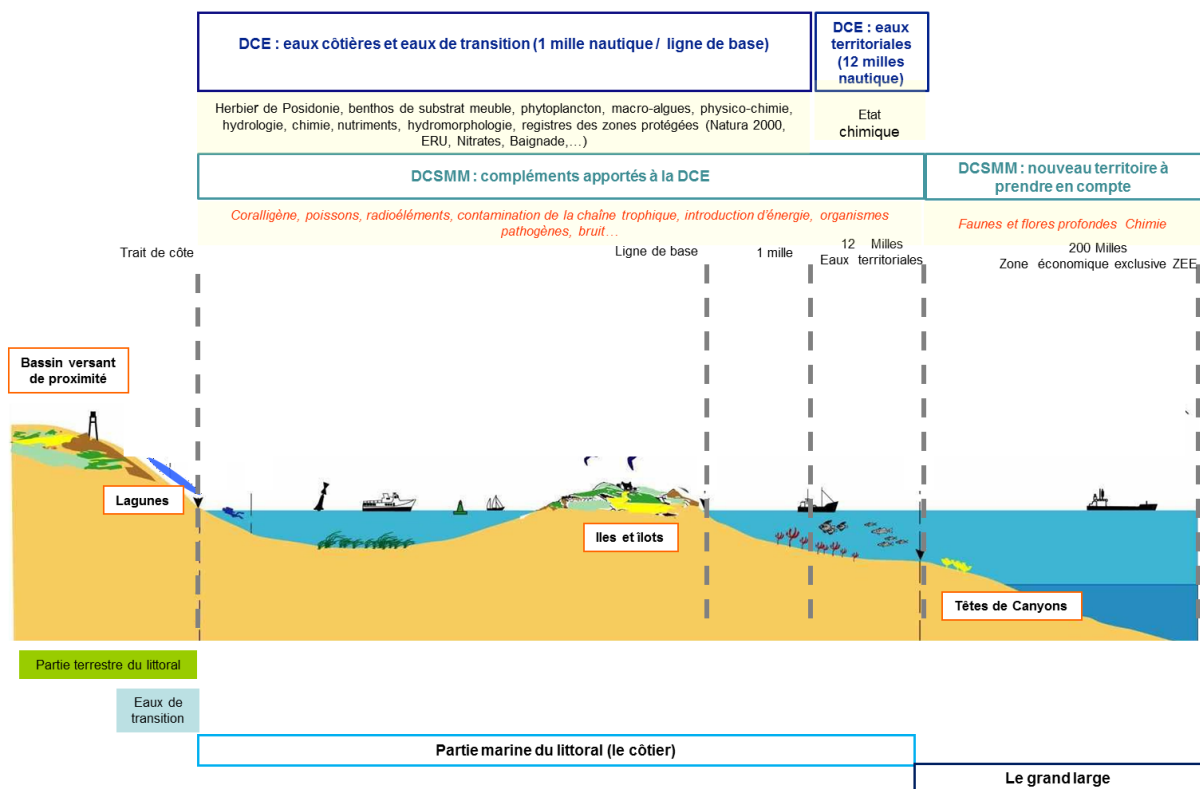 DCE : eaux côtières et eaux de transition (1 mille nautique / ligne de base)
DCE : eaux
territoriales
(12 milles
nautique)
Herbier de Posidonie, benthos de substrat meuble, phytoplancton, macro-algues, physico-chimie,
hydrologie, chimie, nutriments, hydromorphologie, registres des zones protégées (Natura 2000,
ERU, Nitrates, Baignade,…)
Etat
chimique
DCSMM : compléments apportés à la DCE
DCSMM : nouveau territoire à
prendre en compte
Coralligène, poissons, radioéléments, contamination de la chaîne trophique, introduction d'énergie, organismes
pathogènes, bruit…
Faunes et flores profondes Chimie
Trait de côte
Ligne de base
1 mille
12 Milles
Eaux territoriales
200 Milles
Zone économique exclusive ZEE
Bassin versant
de proximité
Lagunes
Iles et îlots
Têtes de Canyons
Partie terrestre du littoral
Eaux de
transition
Partie marine du littoral (le côtier)
Le grand large